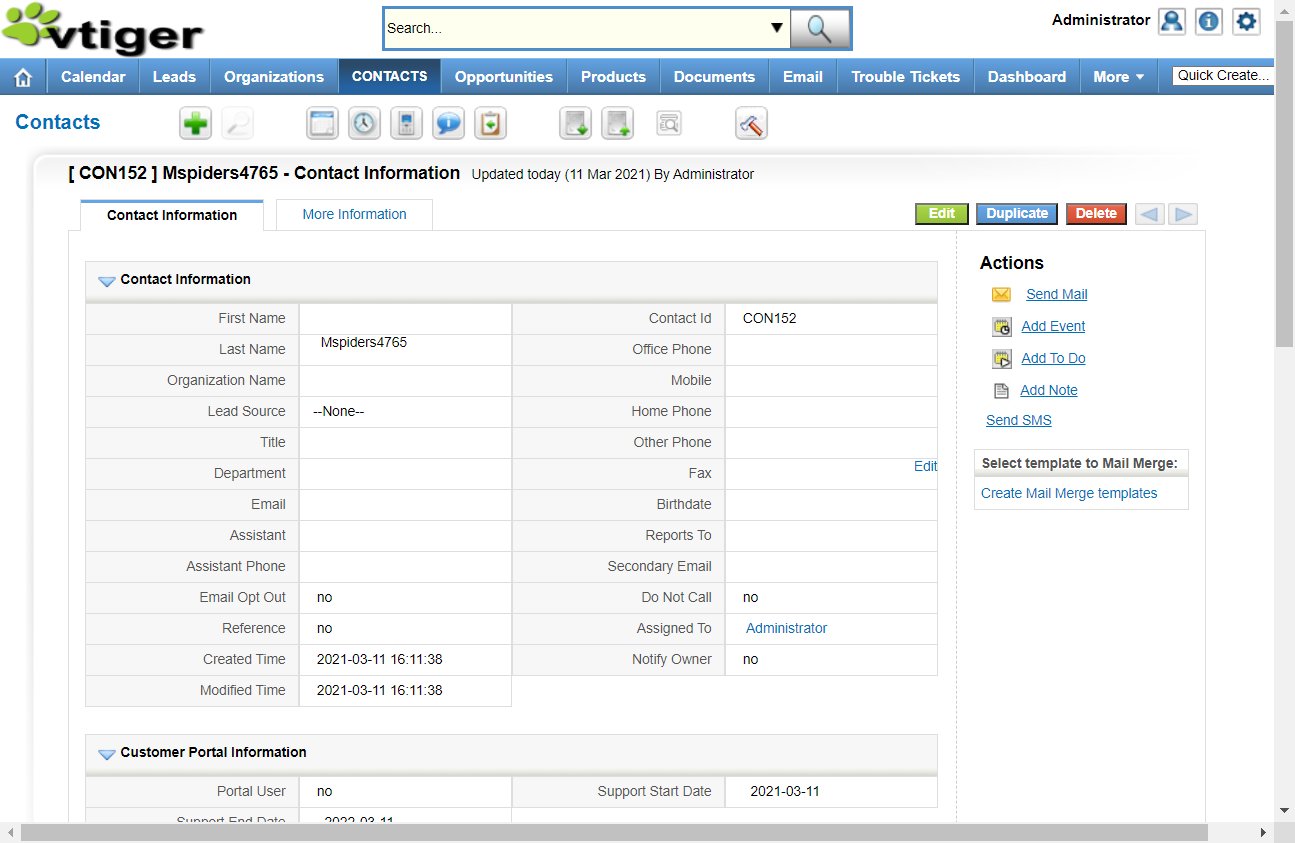 vtiger
Search...
Administrator
Calendar Leads Organizations CONTACTS Opportunities Products Documents Email Trouble Tickets Dashboard More Quick Create...
Contacts
[ CON152 ] Mspiders4765 - Contact Information Updated today (11 Mar 2021) By Administrator
Contact Information More Information Edit Duplicate Delete
Contact Information
First Name Contact Id CON152
Last Name Mspiders4765 Office Phone
Organization Name Mobile
Lead Source --None-- Home Phone
Title Other Phone
Department Fax Edit
Email Birthdate
Assistant Reports To
Assistant Phone Secondary Email
Email Opt Out no Do Not Call no
Reference no Assigned To Administrator
Created Time 2021-03-11 16:11:38 Notify Owner no
Modified Time 2021-03-11 16:11:38
Customer Portal Information
Portal User no Support Start Date 2021-03-11
Support End Date 2022-03-11
Actions
Send Mail
Add Event
Add To Do
Add Note
Send SMS
Select template to Mail Merge:
Create Mail Merge templates